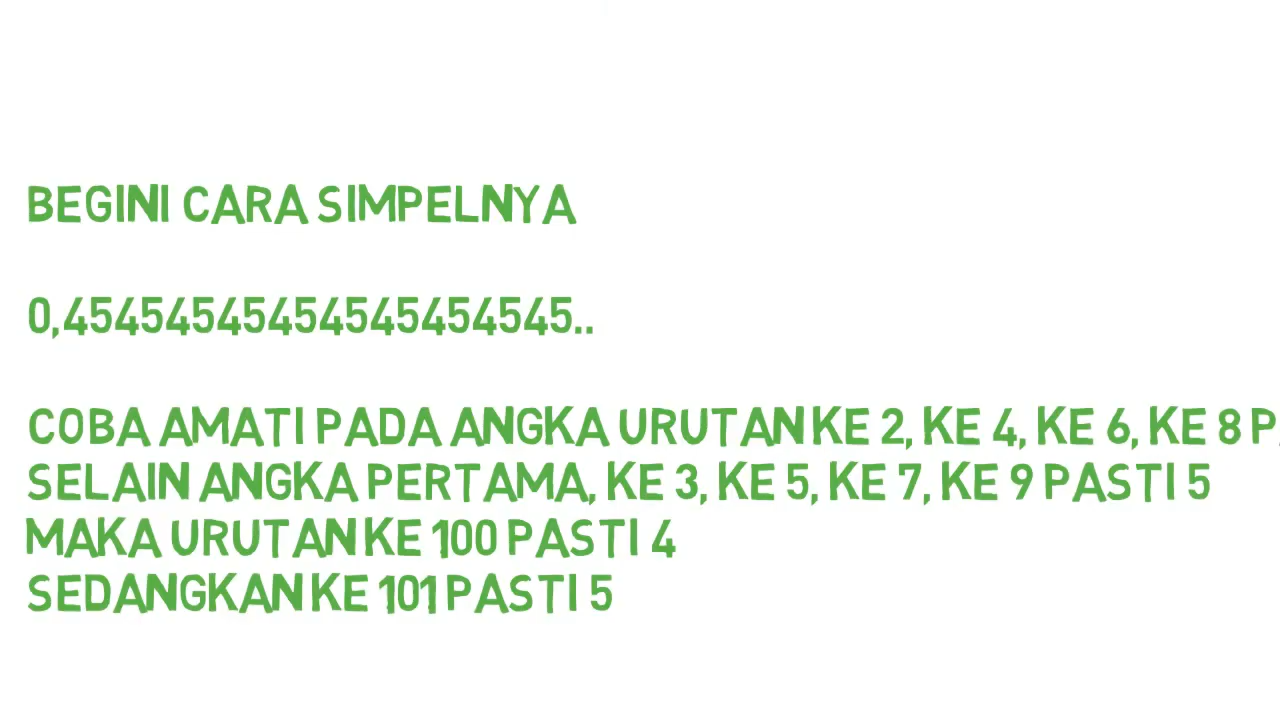 BEGINI CARA SIMPELNYA
0,45454545454545454545..
COBA AMATI PADA ANGKA URUTAN KE 2, KE 4, KE 6, KE 8
SELAIN ANGKA PERTAMA, KE 3, KE 5, KE 7, KE 9 PASTI 5
MAKA URUTAN KE 100 PASTI 4
SEDANGKAN KE 101 PASTI 5